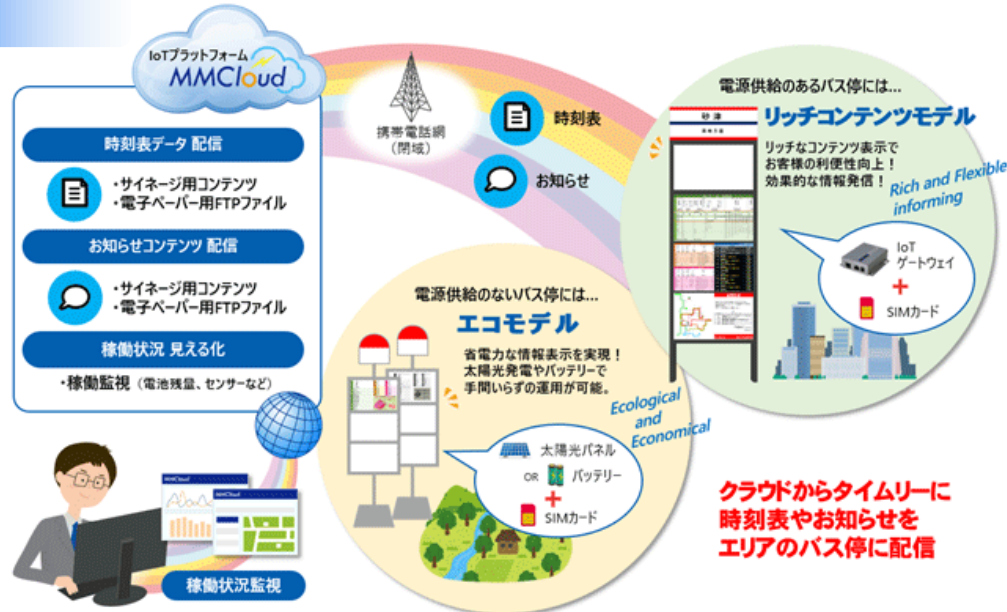 IoTプラットフォーム
MMCloud
時刻表データ 配信
・サイネージ用コンテンツ
・電子ペーパー用FTPファイル
お知らせコンテンツ 配信
・サイネージ用コンテンツ
・電子ペーパー用FTPファイル
稼働状況 見える化
・稼働監視（電池残量、センサーなど）
MMCloud
MMCloud
稼働状況監視
携帯電話網
（閉域）
時刻表
お知らせ
電源供給のないバス停には...
エコモデル
省電力な情報表示を実現！
太陽光発電やバッテリーで
手間いらずの運用が可能。
Ecological
and
Economical
太陽光パネル
OR バッテリー
+
SIMカード
電源供給のあるバス停には...
リッチコンテンツモデル
砂津
リッチなコンテンツ表示で
お客様の利便性向上！
効果的な情報発信！
Rich and Flexible
informing
IoT
ゲートウェイ
+
SIMカード
クラウドからタイムリーに
時刻表やお知らせを
エリアのバス停に配信